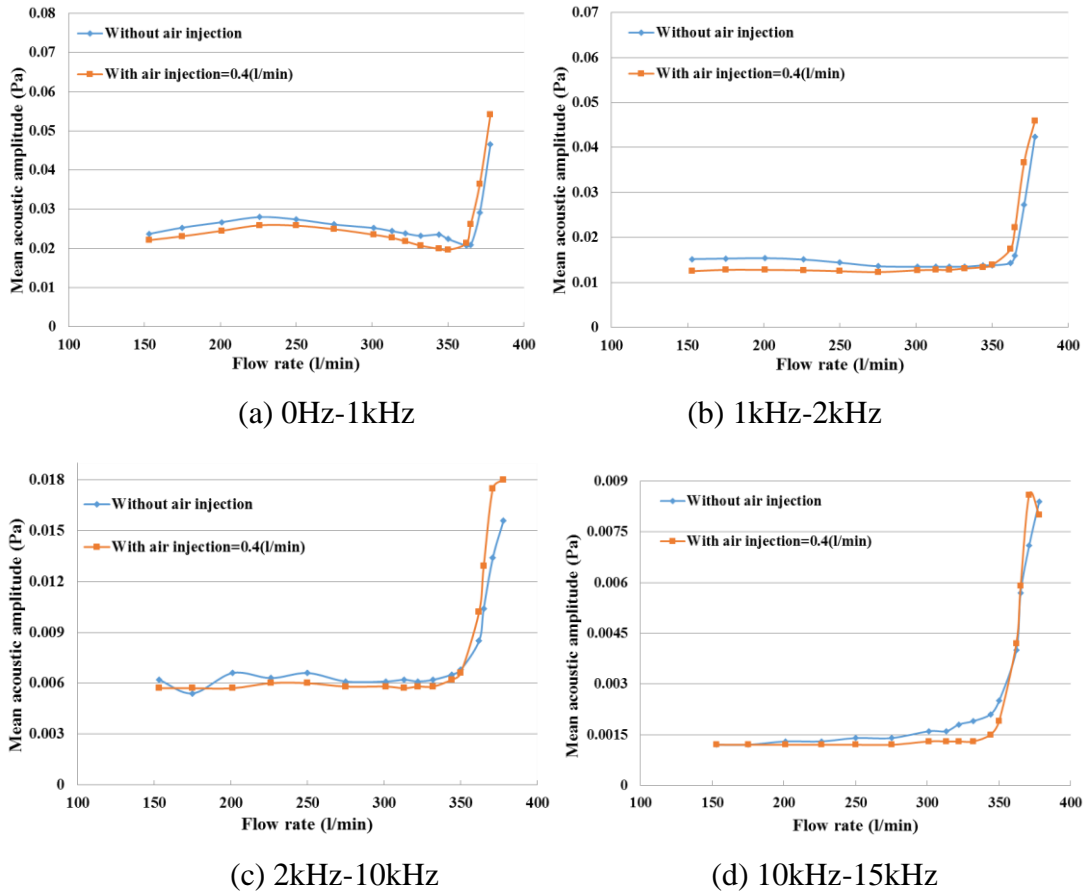 0.08
0.07
0.06
0.05
0.04
0.03
0.02
0.01
0
Mean acoustic amplitude (Pa)
Without air injection
With air injection=0.4(l/min)
100 150 200 250 300 350 400
Flow rate (l/min)
(a) 0Hz-1kHz
0.07
0.06
0.05
0.04
0.03
0.02
0.01
0
Mean acoustic amplitude (Pa)
Without air injection
With air injection=0.4(l/min)
100 150 200 250 300 350 400
Flow rate (l/min)
(b) 1kHz-2kHz
0.018
0.015
0.012
0.009
0.006
0.003
0
Mean acoustic amplitude (Pa)
Without air injection
With air injection=0.4(l/min)
100 150 200 250 300 350 400
Flow rate (l/min)
(c) 2kHz-10kHz
0.009
0.0075
0.006
0.0045
0.003
0.0015
0
Mean acoustic amplitude (Pa)
Without air injection
With air injection=0.4(l/min)
100 150 200 250 300 350 400
Flow rate (l/min)
(d) 10kHz-15kHz